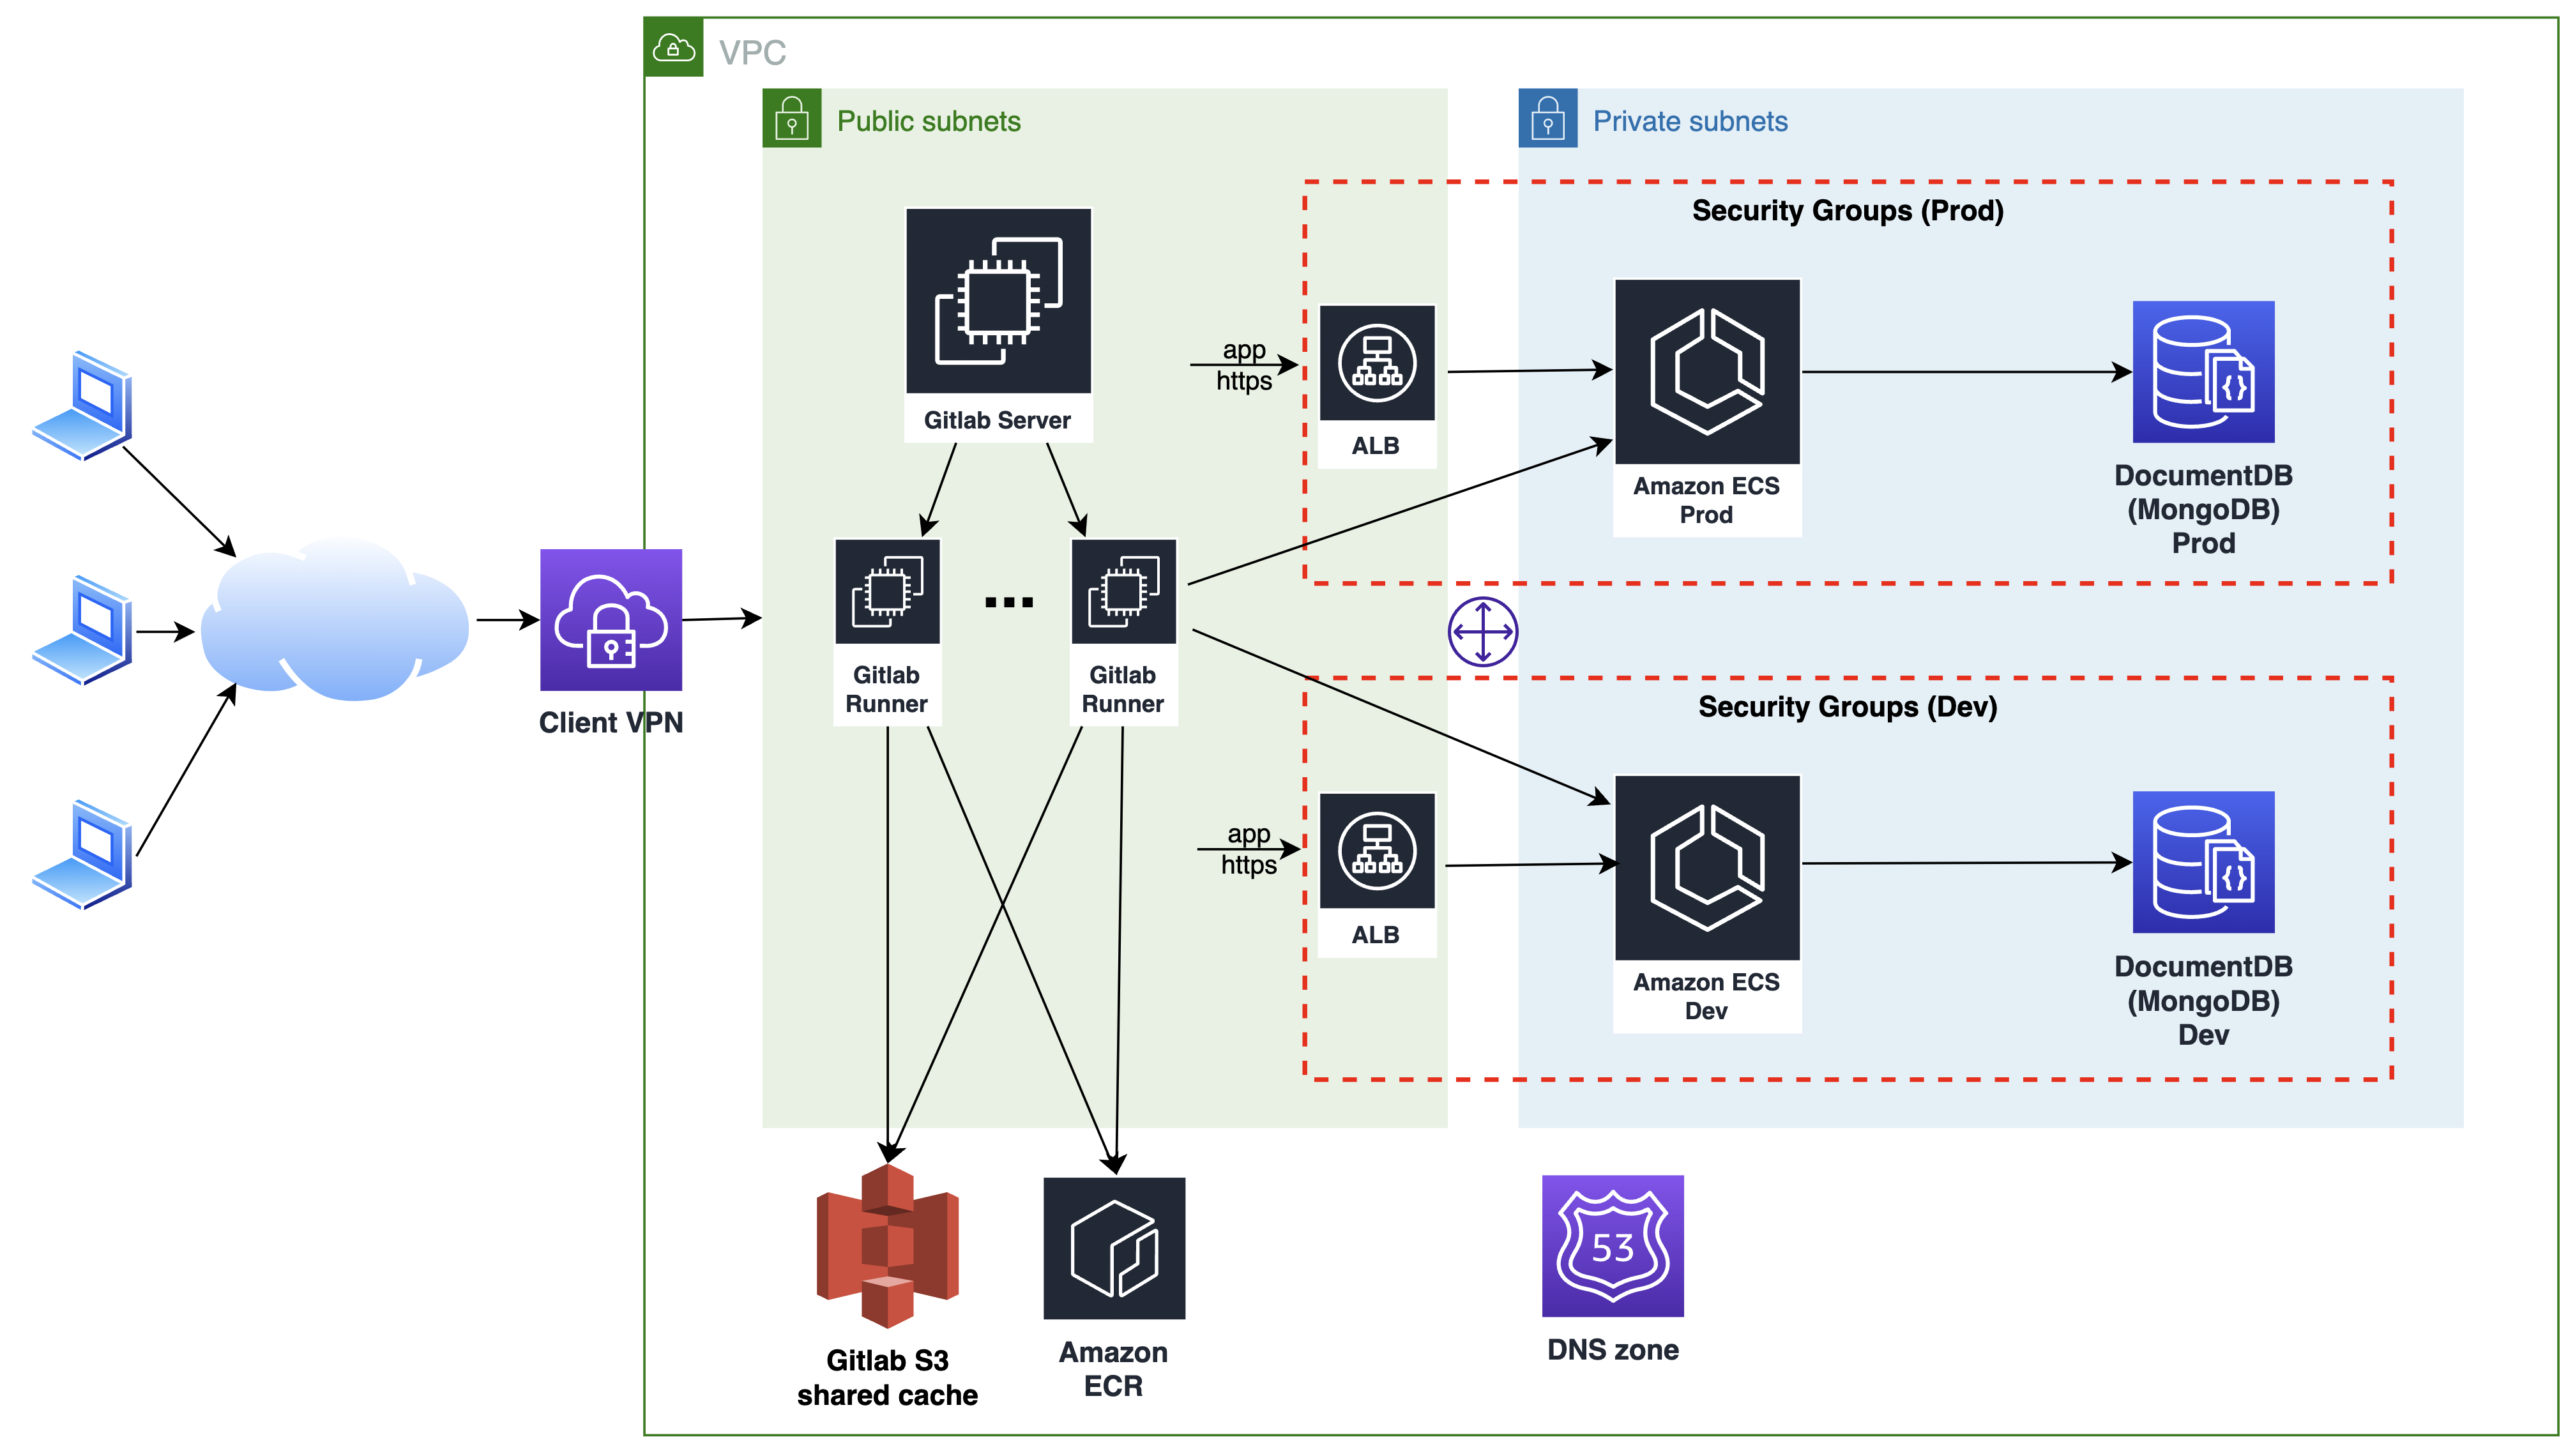 VPC
Public subnets
Private subnets
Security Groups (Prod)
Gitlab Server
app
https
ALB
Amazon ECS
Prod
DocumentDB
(MongoDB)
Prod
Client VPN
...
Gitlab
Runner
Gitlab
Runner
Security Groups (Dev)
app
https
ALB
Amazon ECS
Dev
DocumentDB
(MongoDB)
Dev
Gitlab S3
shared cache
Amazon
ECR
53
DNS zone